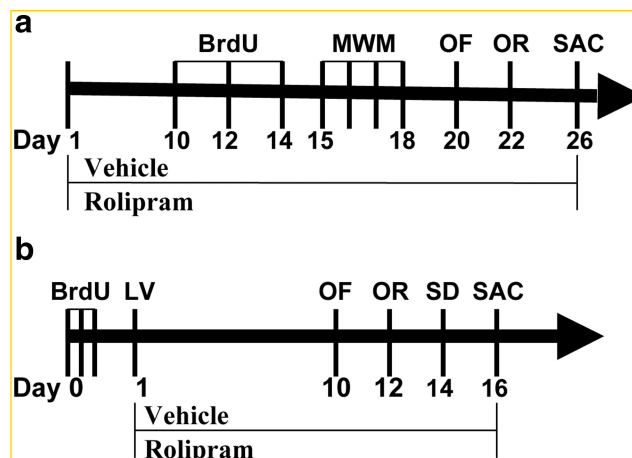 a
BrdU MWM OF OR SAC
Day 1 10 12 14 15 18 20 22 26
Vehicle
Rolipram
b
BrdU LV OF OR SD SAC
Day 0 1 10 12 14 16
Vehicle
Rolipram